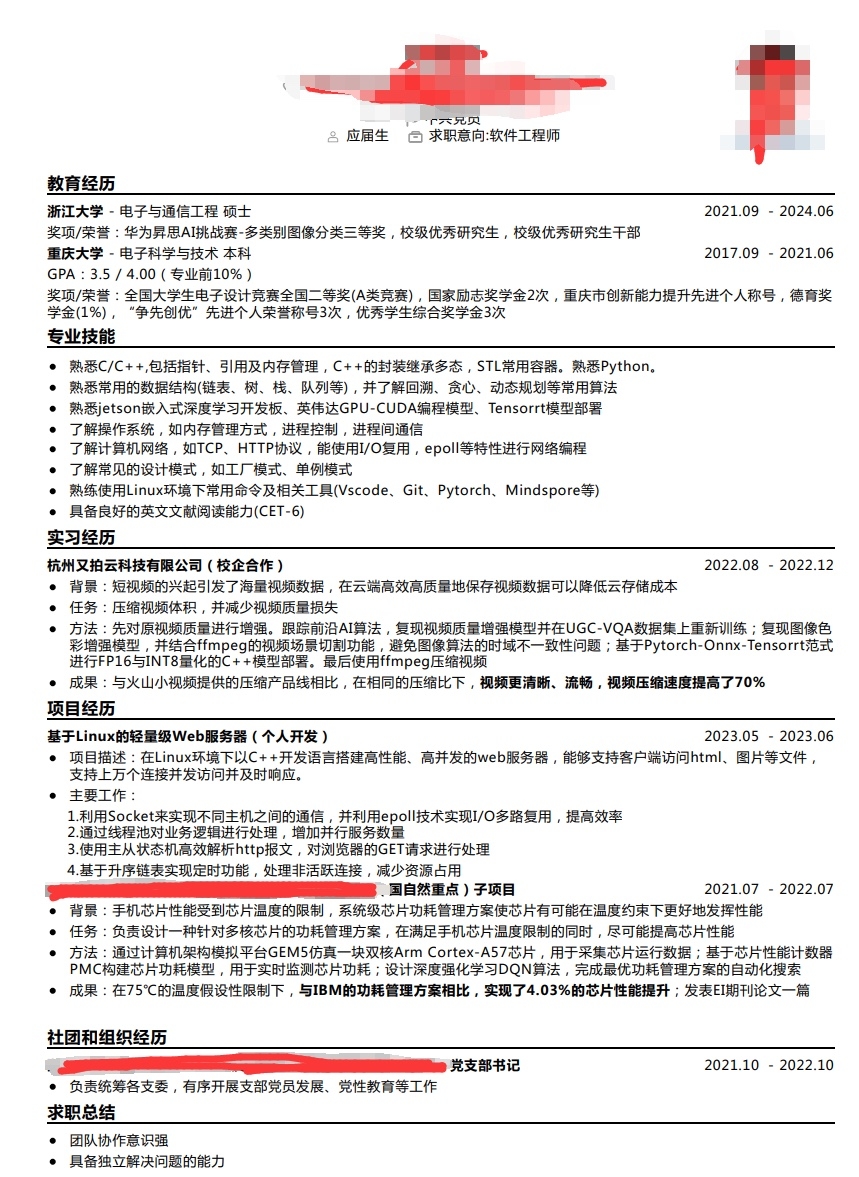 应届生 求职意向:软件工程师
教育经历
浙江大学 - 电子与通信工程 硕士 2021.09 - 2024.06
奖项/荣誉：华为昇思AI挑战赛-多类别图像分类三等奖，校级优秀研究生，校级优秀研究生干部
重庆大学 - 电子科学与技术 本科 2017.09 - 2021.06
GPA：3.5 / 4.00（专业前10%）
奖项/荣誉：全国大学生电子设计竞赛全国二等奖(A类竞赛)，国家励志奖学金2次，重庆市创新能力提升先进个人称号，德育奖
学金(1%)，“争先创优”先进个人荣誉称号3次，优秀学生综合奖学金3次
专业技能
● 熟悉C/C++,包括指针、引用及内存管理，C++的封装继承多态，STL常用容器。熟悉Python。
● 熟悉常用的数据结构(链表、树、栈、队列等)，并了解回溯、贪心、动态规划等常用算法
● 熟悉jetson嵌入式深度学习开发板、英伟达GPU-CUDA编程模型、Tensorrt模型部署
● 了解操作系统，如内存管理方式，进程控制，进程间通信
● 了解计算机网络，如TCP、HTTP协议，能使用I/O复用，epoll等特性进行网络编程
● 了解常见的设计模式，如工厂模式、单例模式
● 熟练使用Linux环境下常用命令及相关工具(Vscode、Git、Pytorch、Mindspore等)
● 具备良好的英文文献阅读能力(CET-6)
实习经历
杭州又拍云科技有限公司（校企合作） 2022.08 - 2022.12
● 背景：短视频的兴起引发了海量视频数据，在云端高效高质量地保存视频数据可以降低云存储成本
● 任务：压缩视频体积，并减少视频质量损失
● 方法：先对原视频质量进行增强。跟踪前沿AI算法，复现视频质量增强模型并在UGC-VQA数据集上重新训练；复现图像色
彩增强模型，并结合ffmpeg的视频场景切割功能，避免图像算法的时域不一致性问题；基于Pytorch-Onnx-Tensorrt范式
进行FP16与INT8量化的C++模型部署。最后使用ffmpeg压缩视频
● 成果：与火山小视频提供的压缩产品线相比，在相同的压缩比下，视频更清晰、流畅，视频压缩速度提高了70%
项目经历
基于Linux的轻量级Web服务器（个人开发） 2023.05 - 2023.06
● 项目描述：在Linux环境下以C++开发语言搭建高性能、高并发的web服务器，能够支持客户端访问html、图片等文件，
支持上万个连接并发访问并及时响应。
● 主要工作：
1.利用Socket来实现不同主机之间的通信，并利用epoll技术实现I/O多路复用，提高效率
2.通过线程池对业务逻辑进行处理，增加并行服务数量
3.使用主从状态机高效解析http报文，对浏览器的GET请求进行处理
4.基于升序链表实现定时功能，处理非活跃连接，减少资源占用
国自然重点）子项目 2021.07 - 2022.07
● 背景：手机芯片性能受到芯片温度的限制，系统级芯片功耗管理方案使芯片有可能在温度约束下更好地发挥性能
● 任务：负责设计一种针对多核芯片的功耗管理方案，在满足手机芯片温度限制的同时，尽可能提高芯片性能
● 方法：通过计算机架构模拟平台GEM5仿真一块双核Arm Cortex-A57芯片，用于采集芯片运行数据；基于芯片性能计数器
PMC构建芯片功耗模型，用于实时监测芯片功耗；设计深度强化学习DQN算法，完成最优功耗管理方案的自动化搜索
● 成果：在75℃的温度假设性限制下，与IBM的功耗管理方案相比，实现了4.03%的芯片性能提升；发表EI期刊论文一篇
社团和组织经历
党支部书记 2021.10 - 2022.10
● 负责统筹各支委，有序开展支部党员发展、党性教育等工作
求职总结
● 团队协作意识强
● 具备独立解决问题的能力